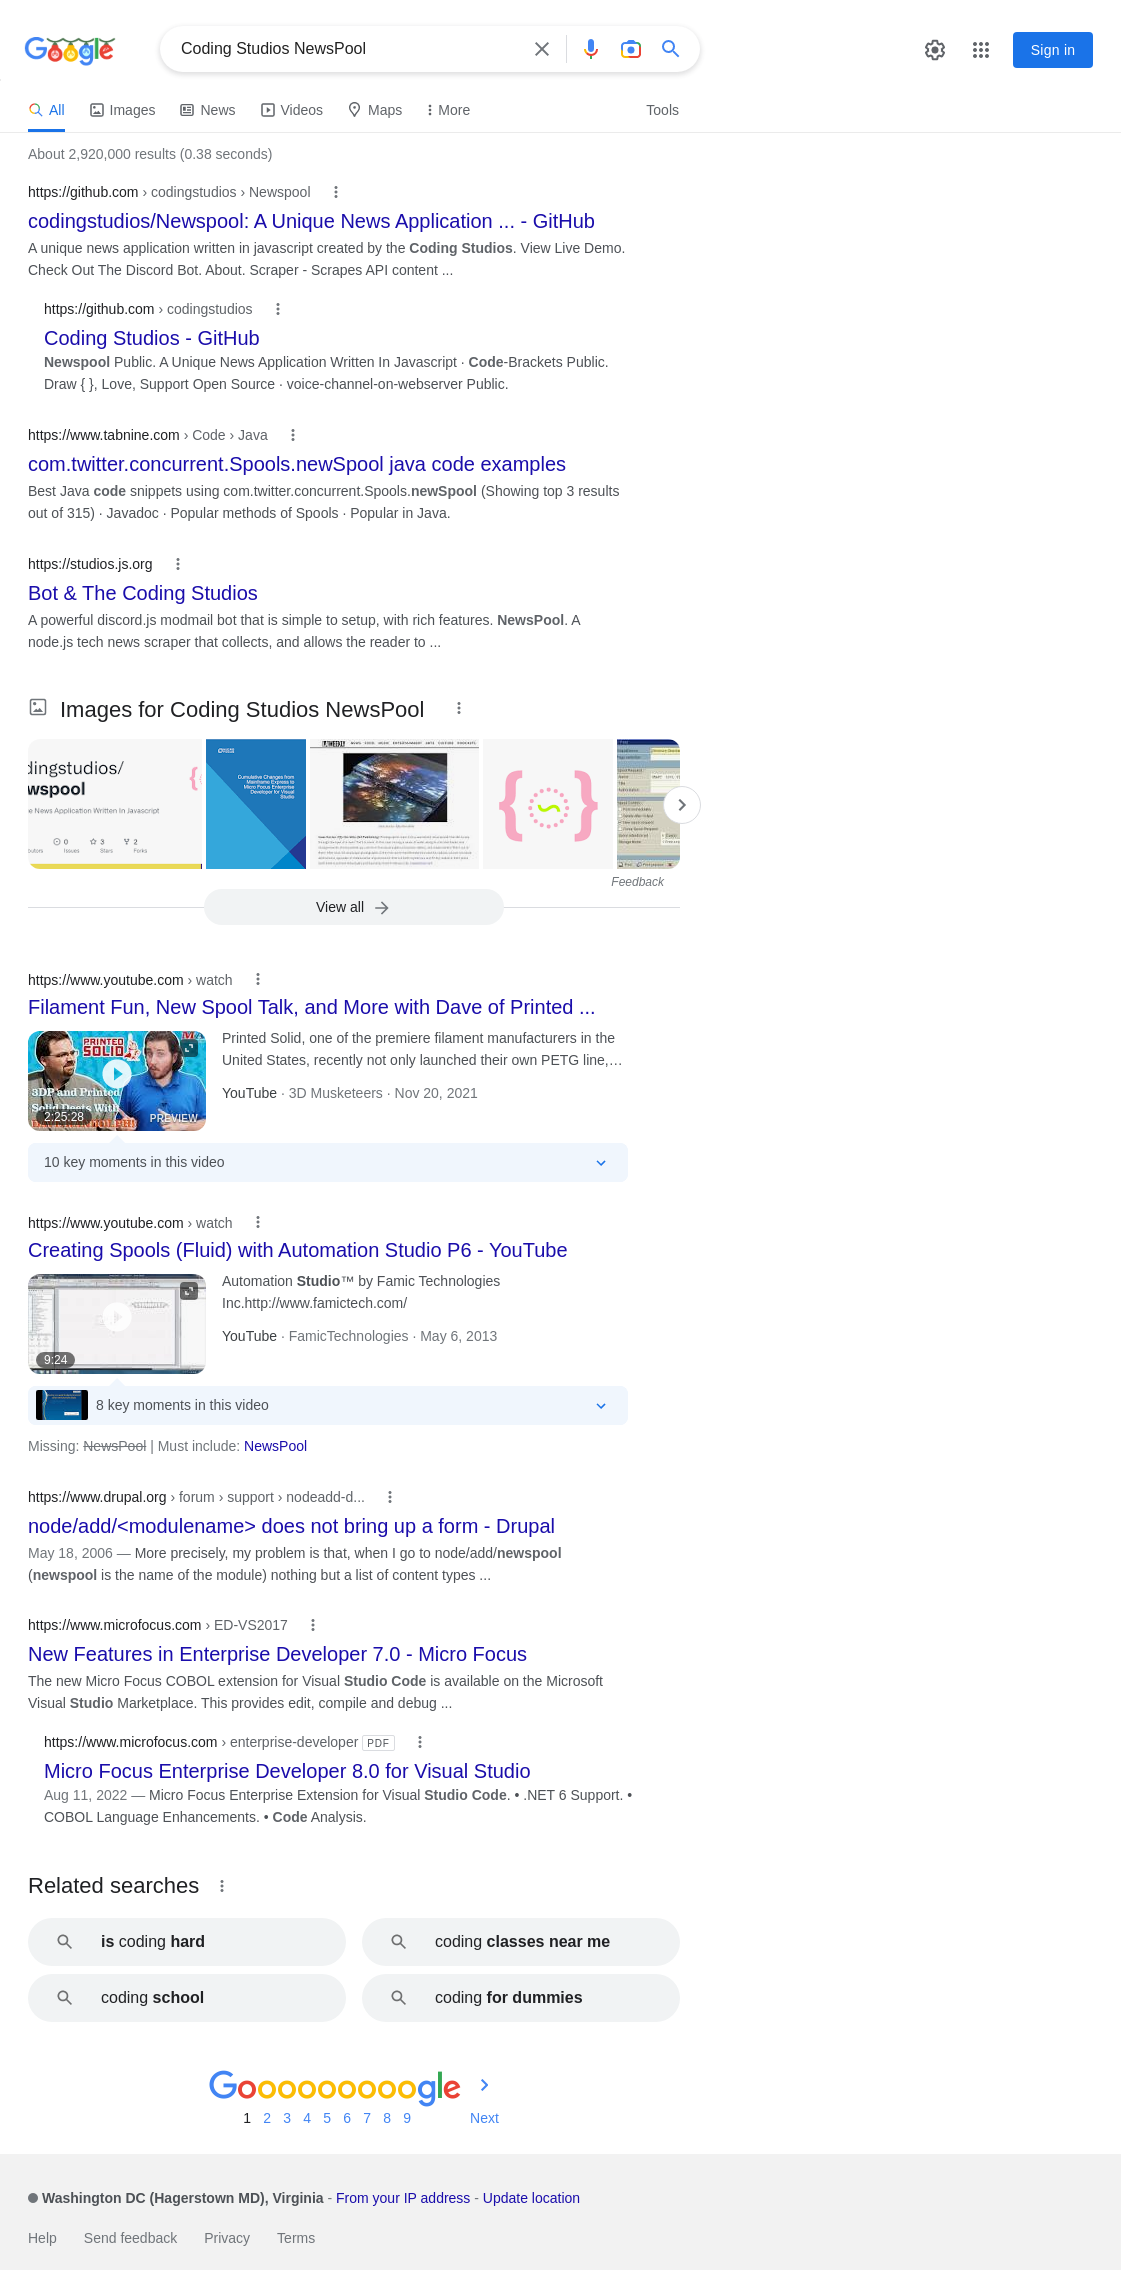 Google
Coding Studios NewsPool
Sign in
All
Images
News
Videos
Maps
More
Tools
About 2,920,000 results (0.38 seconds)
https://github.com › codingstudios › Newspool
codingstudios/Newspool: A Unique News Application ... - GitHub
A unique news application written in javascript created by the Coding Studios. View Live Demo.
Check Out The Discord Bot. About. Scraper - Scrapes API content ...
https://github.com › codingstudios
Coding Studios - GitHub
Newspool Public. A Unique News Application Written In Javascript · Code-Brackets Public.
Draw { }, Love, Support Open Source · voice-channel-on-webserver Public.
https://www.tabnine.com › Code › Java
com.twitter.concurrent.Spools.newSpool java code examples
Best Java code snippets using com.twitter.concurrent.Spools.newSpool (Showing top 3 results
out of 315) · Javadoc · Popular methods of Spools · Popular in Java.
https://studios.js.org
Bot & The Coding Studios
A powerful discord.js modmail bot that is simple to setup, with rich features. NewsPool. A
node.js tech news scraper that collects, and allows the reader to ...
Images for Coding Studios NewsPool
dingstudios/
wspool
e News Application Written In Javascript
0
Issues
3
Stars
2
Forks
Cumulative Changes from
Mainframe Express to
Micro Focus Enterprise
Developer for Visual
Studio
Feedback
View all
https://www.youtube.com › watch
Filament Fun, New Spool Talk, and More with Dave of Printed ...
PRINTED
SOLID
3DP and Printed
Solid Deets With
2:25:28
PREVIEW
Printed Solid, one of the premiere filament manufacturers in the
United States, recently not only launched their own PETG line,…
YouTube · 3D Musketeers · Nov 20, 2021
10 key moments in this video
https://www.youtube.com › watch
Creating Spools (Fluid) with Automation Studio P6 - YouTube
9:24
Automation Studio™ by Famic Technologies
Inc.http://www.famictech.com/
YouTube · FamicTechnologies · May 6, 2013
8 key moments in this video
Missing: NewsPool | Must include: NewsPool
https://www.drupal.org › forum › support › nodeadd-d...
node/add/<modulename> does not bring up a form - Drupal
May 18, 2006 — More precisely, my problem is that, when I go to node/add/newspool
(newspool is the name of the module) nothing but a list of content types ...
https://www.microfocus.com › ED-VS2017
New Features in Enterprise Developer 7.0 - Micro Focus
The new Micro Focus COBOL extension for Visual Studio Code is available on the Microsoft
Visual Studio Marketplace. This provides edit, compile and debug ...
https://www.microfocus.com › enterprise-developer PDF
Micro Focus Enterprise Developer 8.0 for Visual Studio
Aug 11, 2022 — Micro Focus Enterprise Extension for Visual Studio Code. • .NET 6 Support. •
COBOL Language Enhancements. • Code Analysis.
Related searches
is coding hard
coding classes near me
coding school
coding for dummies
Goooooooooogle
1 2 3 4 5 6 7 8 9 Next
Washington DC (Hagerstown MD), Virginia - From your IP address - Update location
Help Send feedback Privacy Terms